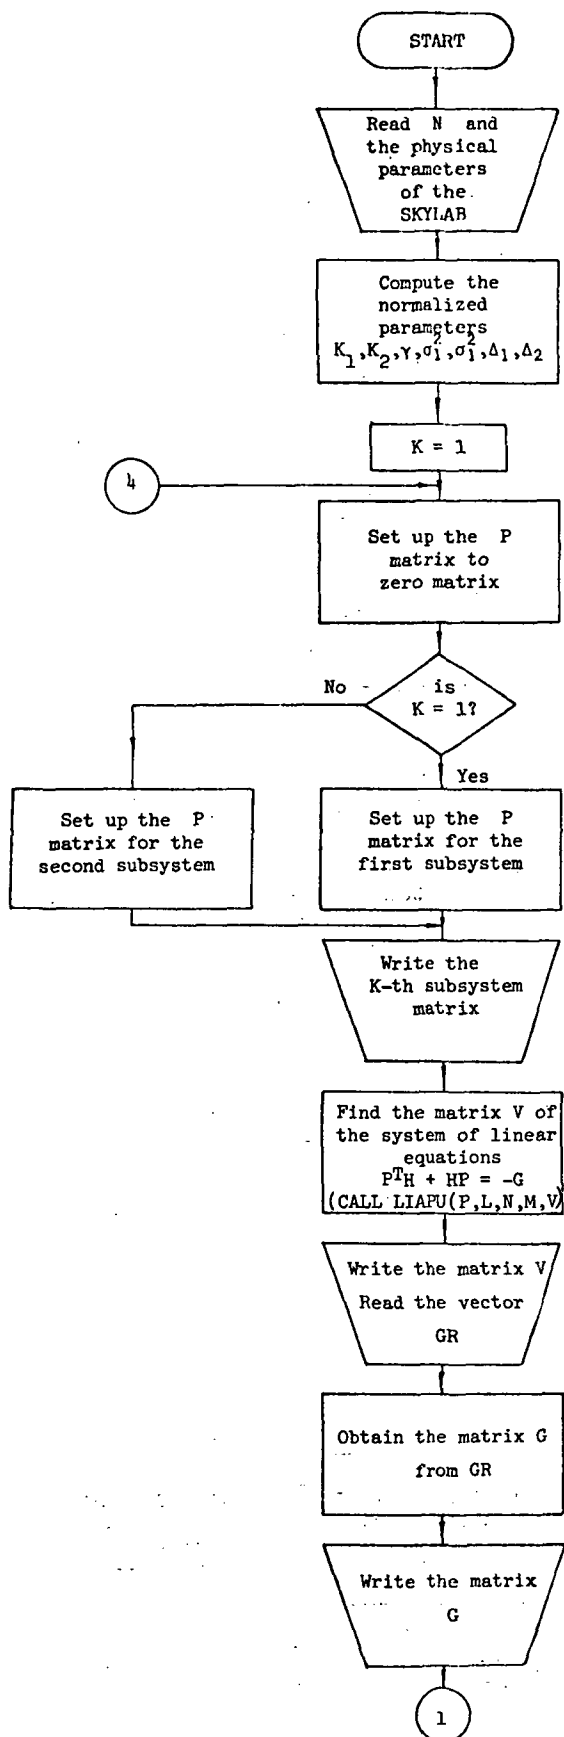 START
Read N and
the physical
parameters
of the
SKYLAB
Compute the
normalized
parameters
K₁,K₂,γ,σ₁²,σ₁²,Δ₁,Δ₂
K = 1
4
Set up the P
matrix to
zero matrix
is
K = 1?
No
Yes
Set up the P
matrix for the
second subsystem
Set up the P
matrix for the
first subsystem
Write the
K-th subsystem
matrix
Find the matrix V of
the system of linear
equations
PᵀH + HP = -G
(CALL LIAPU(P,L,N,M,V)
Write the matrix V
Read the vector
GR
Obtain the matrix G
from GR
Write the matrix
G
1